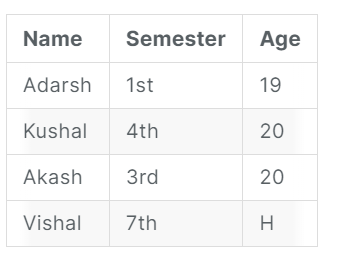 Name Semester Age
Adarsh 1st 19
Kushal 4th 20
Akash 3rd 20
Vishal 7th H